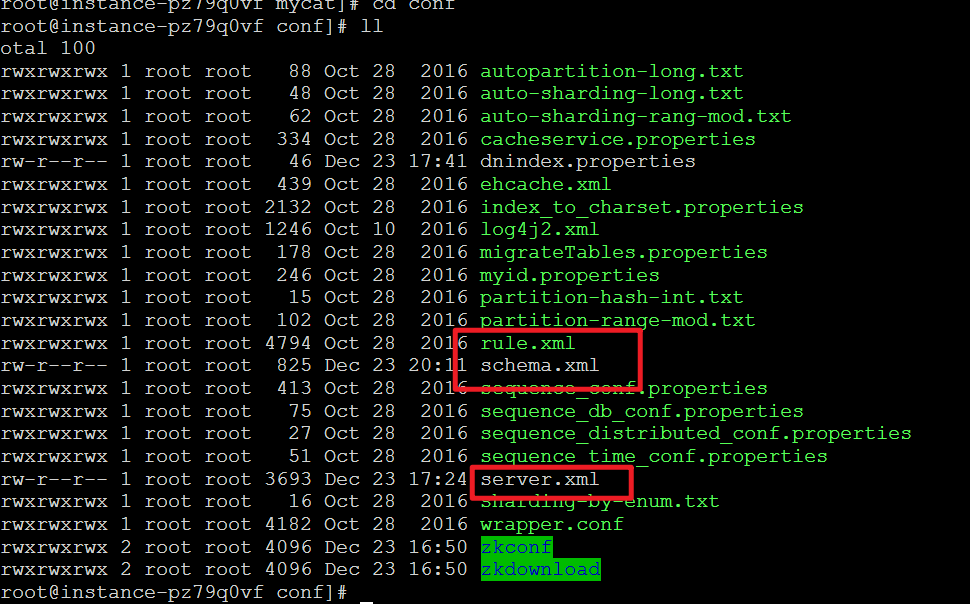 root@instance-pz79q0vf mycat]# cd conf
root@instance-pz79q0vf conf]# ll
otal 100
rwxrwxrwx 1 root root   88 Oct 28  2016 autopartition-long.txt
rwxrwxrwx 1 root root   48 Oct 28  2016 auto-sharding-long.txt
rwxrwxrwx 1 root root   62 Oct 28  2016 auto-sharding-rang-mod.txt
rwxrwxrwx 1 root root  334 Oct 28  2016 cacheservice.properties
rw-r--r-- 1 root root   46 Dec 23 17:41 dnindex.properties
rwxrwxrwx 1 root root  439 Oct 28  2016 ehcache.xml
rwxrwxrwx 1 root root 2132 Oct 28  2016 index_to_charset.properties
rwxrwxrwx 1 root root 1246 Oct 10  2016 log4j2.xml
rwxrwxrwx 1 root root  178 Oct 28  2016 migrateTables.properties
rwxrwxrwx 1 root root  246 Oct 28  2016 myid.properties
rwxrwxrwx 1 root root   15 Oct 28  2016 partition-hash-int.txt
rwxrwxrwx 1 root root  102 Oct 28  2016 partition-range-mod.txt
rwxrwxrwx 1 root root 4794 Oct 28  2016 rule.xml
rw-r--r-- 1 root root  825 Dec 23 20:11 schema.xml
rwxrwxrwx 1 root root  413 Oct 28  2016 sequence_conf.properties
rwxrwxrwx 1 root root   75 Oct 28  2016 sequence_db_conf.properties
rwxrwxrwx 1 root root   27 Oct 28  2016 sequence_distributed_conf.properties
rwxrwxrwx 1 root root   51 Oct 28  2016 sequence_time_conf.properties
rw-r--r-- 1 root root 3693 Dec 23 17:24 server.xml
rwxrwxrwx 1 root root   16 Oct 28  2016 sharding-by-enum.txt
rwxrwxrwx 1 root root 4182 Oct 28  2016 wrapper.conf
rwxrwxrwx 2 root root 4096 Dec 23 16:50 zkconf
rwxrwxrwx 2 root root 4096 Dec 23 16:50 zkdownload
root@instance-pz79q0vf conf]#